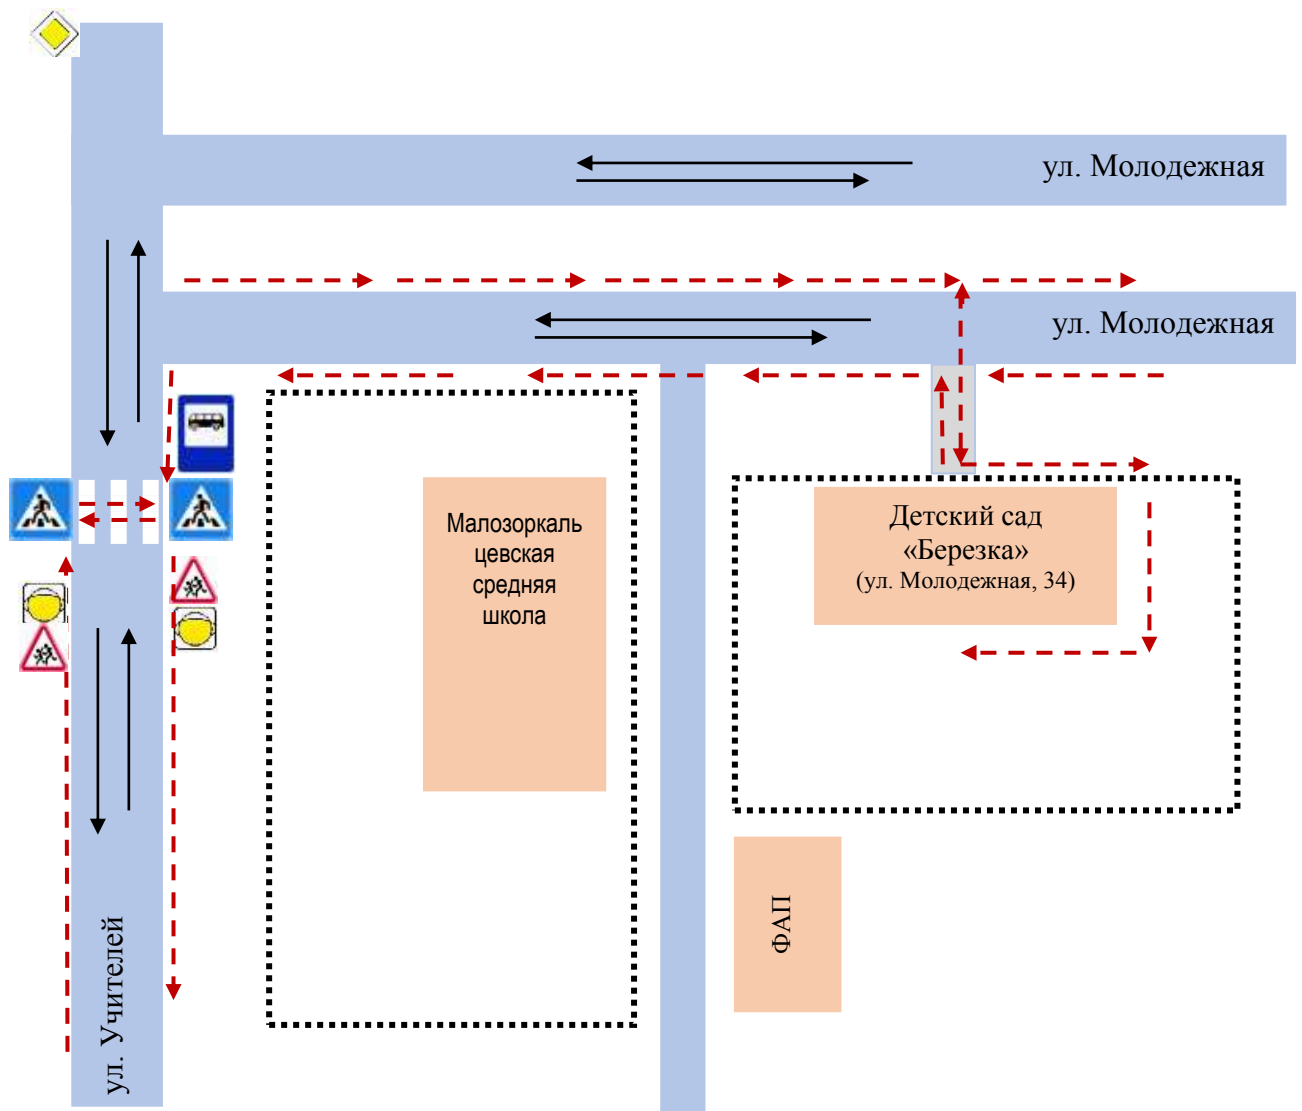 ул. Молодежная
ул. Молодежная
Малозоркаль
цевская
средняя
школа
Детский сад
«Березка»
(ул. Молодежная, 34)
ФАП
ул. Учителей